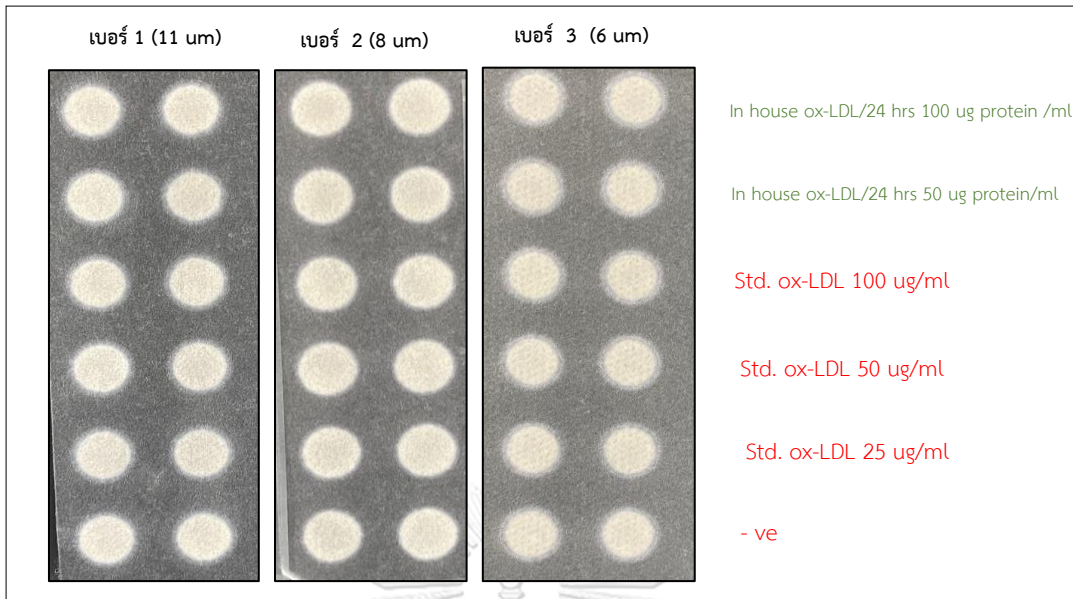 เบอร์ 1 (11 um)
เบอร์ 2 (8 um)
เบอร์ 3 (6 um)
In house ox-LDL/24 hrs 100 ug protein /ml
In house ox-LDL/24 hrs 50 ug protein/ml
Std. ox-LDL 100 ug/ml
Std. ox-LDL 50 ug/ml
Std. ox-LDL 25 ug/ml
- ve